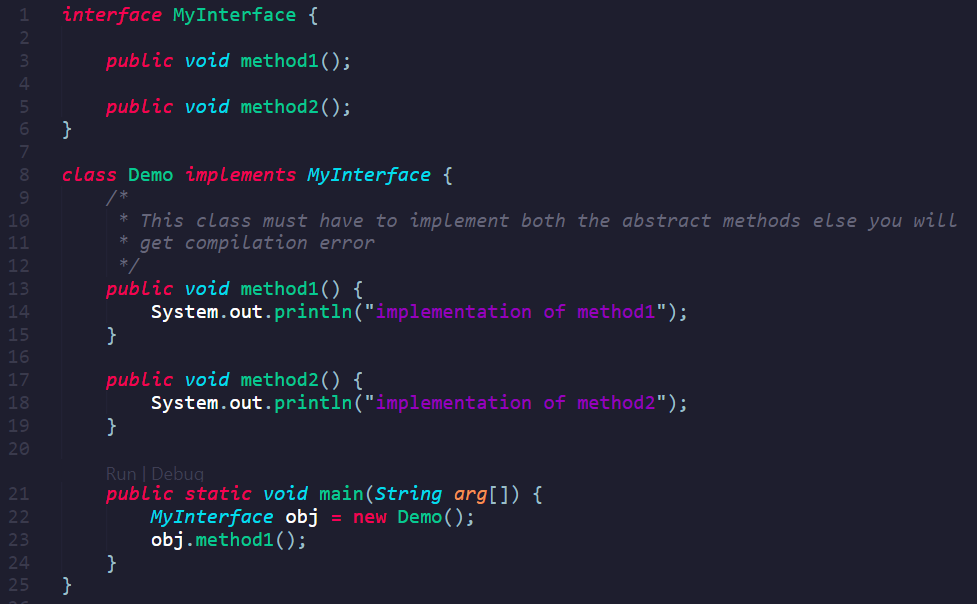 1 interface MyInterface {
2
3 public void method1();
4
5 public void method2();
6 }
7
8 class Demo implements MyInterface {
9 /*
10 * This class must have to implement both the abstract methods else you will
11 * get compilation error
12 */
13 public void method1() {
14 System.out.println("implementation of method1");
15 }
16
17 public void method2() {
18 System.out.println("implementation of method2");
19 }
20
Run | Debug
21 public static void main(String arg[]) {
22 MyInterface obj = new Demo();
23 obj.method1();
24 }
25 }